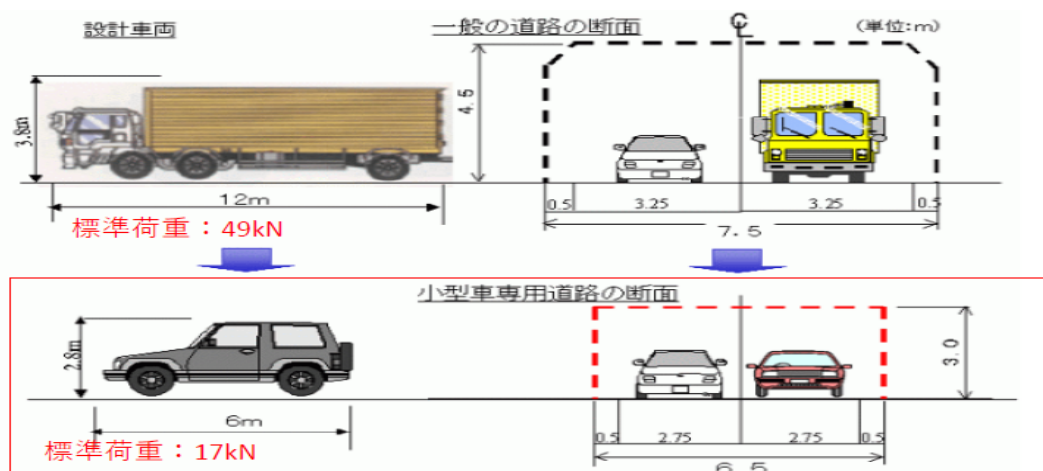 設計車両
一般の道路の断面
℄
(単位:m)
3.8m
4.5
12m
0.5
3.25
3.25
0.5
標準荷重：49kN
7.5
小型車専用道路の断面
2.8m
3.0
6m
0.5
2.75
2.75
0.5
標準荷重：17kN
6.5